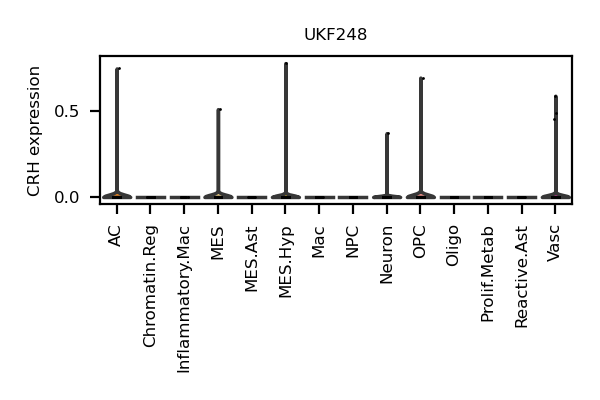 UKF248
CRH expression
0.5
0.0
AC
Chromatin.Reg
Inflammatory.Mac
MES
MES.Ast
MES.Hyp
Mac
NPC
Neuron
OPC
Oligo
Prolif.Metab
Reactive.Ast
Vasc